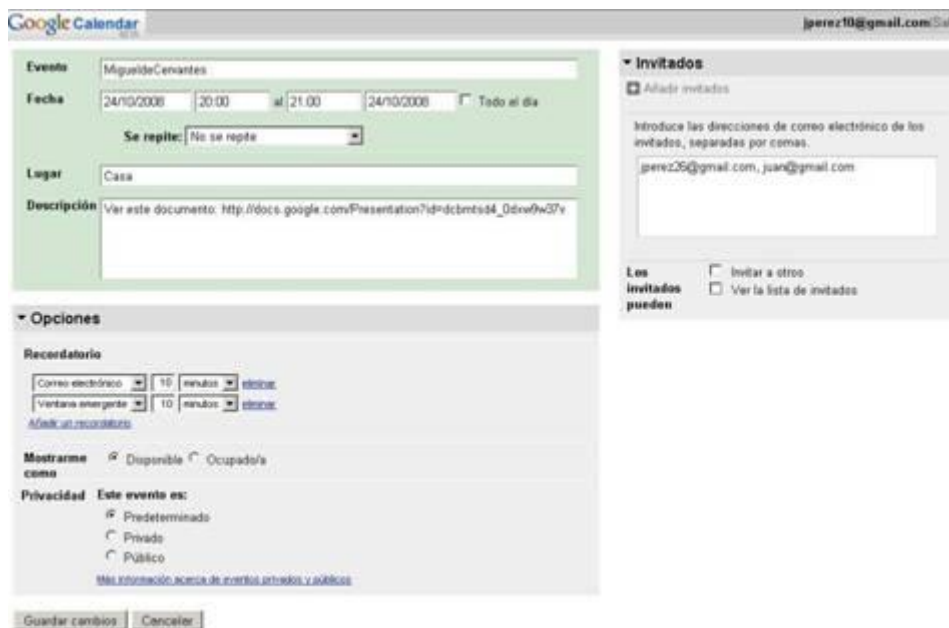 Google Calendar
BETA
jperez10@gmail.com
Evento MigueldeCervantes
Fecha 24/10/2008 20:00 al 21:00 24/10/2008 Todo el día
Se repite: No se repite
Lugar Casa
Descripción Ver este documento: http://docs.google.com/Presentation?id=
Opciones
Recordatorio
Correo electrónico 10 minutos eliminar
Ventana emergente 10 minutos eliminar
Añadir un recordatorio
Mostrarme como Disponible Ocupado/a
Privacidad Este evento es:
Predeterminado
Privado
Público
Más información acerca de eventos privados y públicos
Guardar cambios Cancelar
Invitados
Añadir invitados
Introduce las direcciones de correo electrónico de los
invitados, separadas por comas.
jperez26@gmail.com, juan@gmail.com
Los invitados pueden
Invitar a otros
Ver la lista de invitados